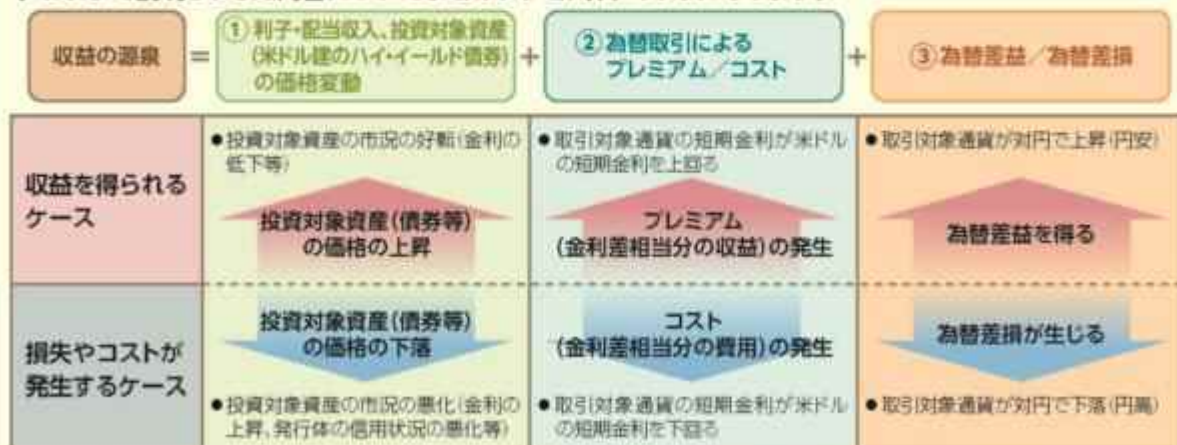 収益の源泉
=
①利子・配当収入、投資対象資産
(米ドル建のハイ・イールド債券)
の価格変動
+
②為替取引による
プレミアム／コスト
+
③為替差益／為替差損
収益を得られる
ケース
●投資対象資産の市況の好転(金利の
低下等)
投資対象資産(債券等)
の価格の上昇
●取引対象通貨の短期金利が米ドル
の短期金利を上回る
プレミアム
(金利差相当分の収益)の発生
●取引対象通貨が対円で上昇(円安)
為替差益を得る
損失やコストが
発生するケース
投資対象資産(債券等)
の価格の下落
●投資対象資産の市況の悪化(金利の
上昇、発行体の信用状況の悪化等)
コスト
(金利差相当分の費用)の発生
●取引対象通貨の短期金利が米ドル
の短期金利を下回る
為替差損が生じる
●取引対象通貨が対円で下落(円高)